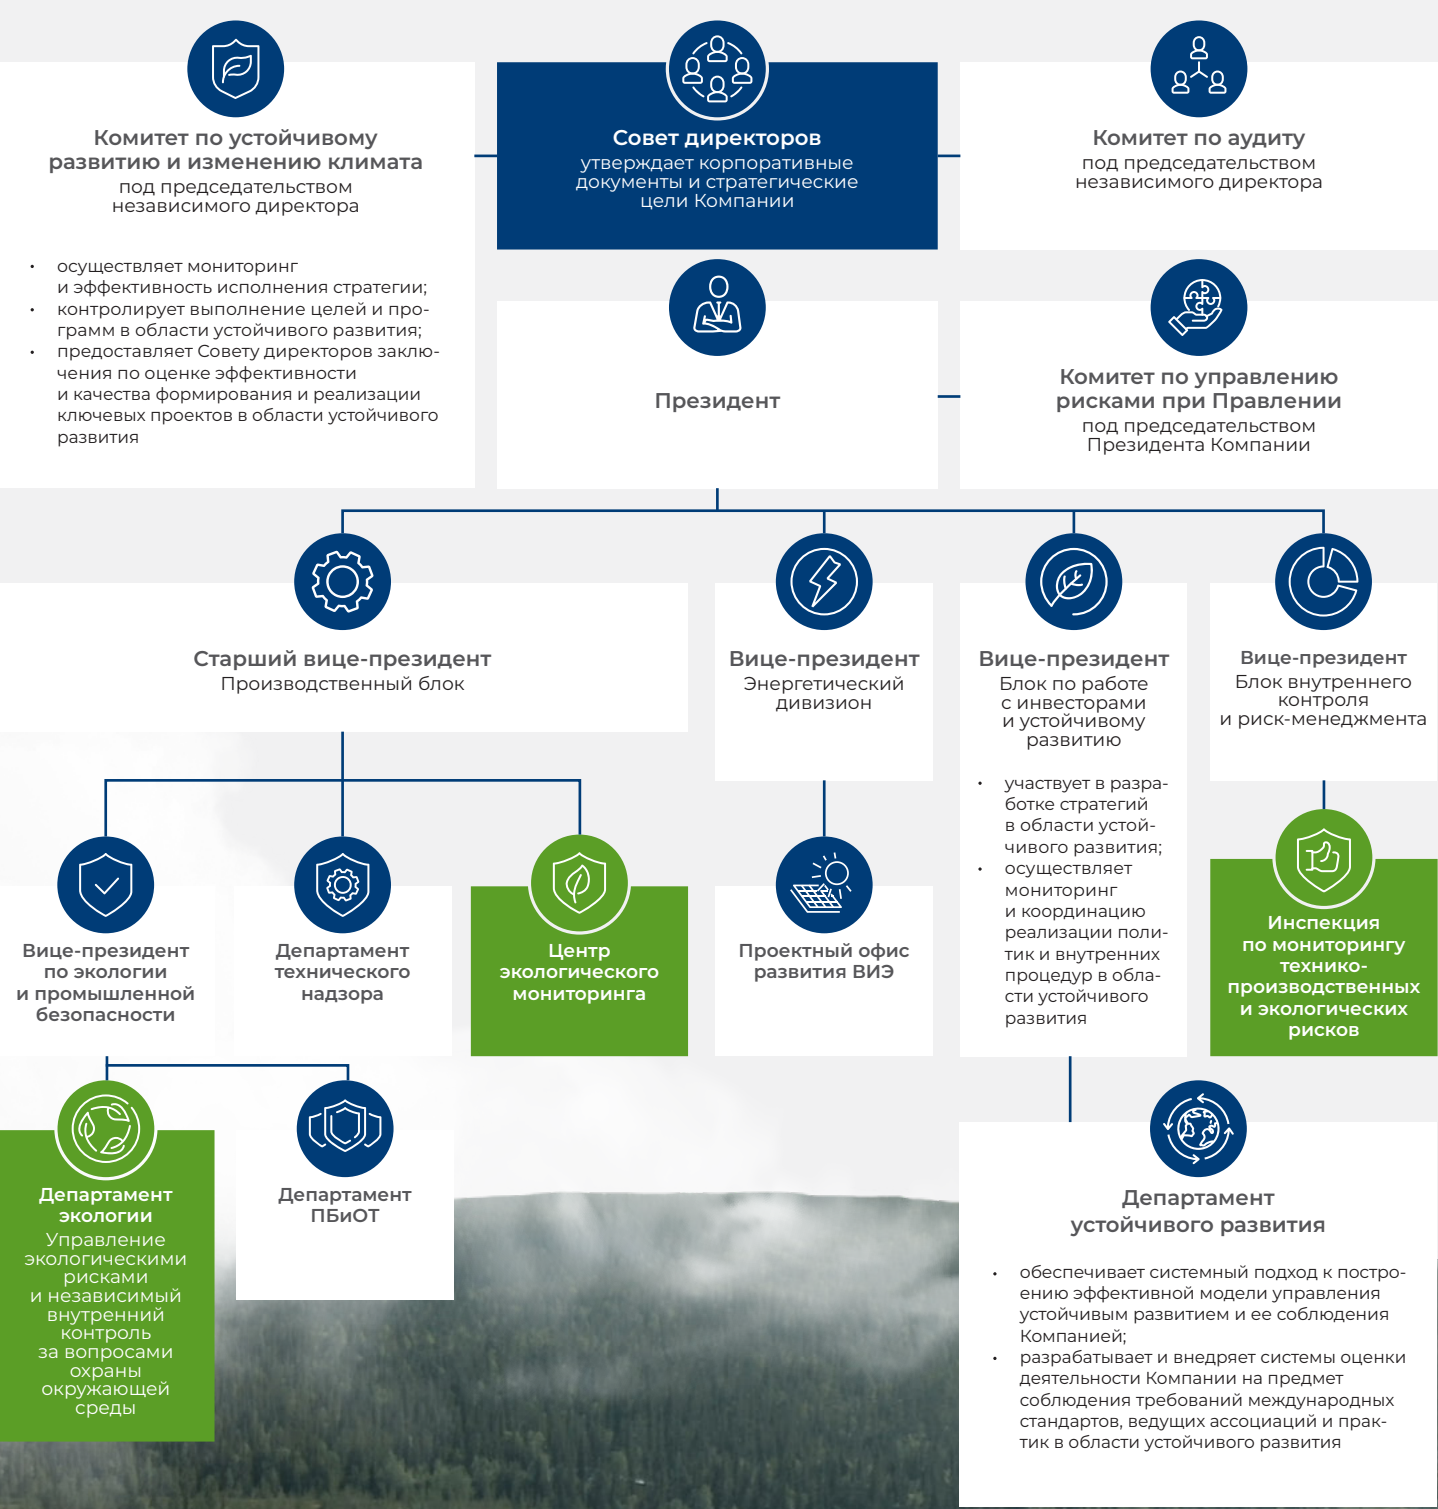 Комитет по устойчивому
развитию и изменению климата
под председательством
независимого директора
• осуществляет мониторинг
и эффективность исполнения стратегии;
• контролирует выполнение целей и про-
грамм в области устойчивого развития;
• предоставляет Совету директоров заклю-
чения по оценке эффективности
и качества формирования и реализации
ключевых проектов в области устойчивого
развития
Совет директоров
утверждает корпоративные
документы и стратегические
цели Компании
Комитет по аудиту
под председательством
независимого директора
Президент
Комитет по управлению
рисками при Правлении
под председательством
Президента Компании
Старший вице-президент
Производственный блок
Вице-президент
Энергетический
дивизион
Вице-президент
Блок по работе
с инвесторами
и устойчивому
развитию
• участвует в разра-
ботке стратегий
в области устой-
чивого развития;
• осуществляет
мониторинг
и координацию
реализации поли-
тик и внутренних
процедур в обла-
сти устойчивого
развития
Вице-президент
Блок внутреннего
контроля
и риск-менеджмента
Вице-президент
по экологии
и промышленной
безопасности
Департамент
технического
надзора
Центр
экологического
мониторинга
Проектный офис
развития ВИЭ
Инспекция
по мониторингу
технико-
производственных
и экологических
рисков
Департамент
экологии
Управление
экологическими
рисками
и независимый
внутренний
контроль
за вопросами
охраны
окружающей
среды
Департамент
ПБиОТ
Департамент
устойчивого развития
• обеспечивает системный подход к постро-
ению эффективной модели управления
устойчивым развитием и ее соблюдения
Компанией;
• разрабатывает и внедряет системы оценки
деятельности Компании на предмет
соблюдения требований международных
стандартов, ведущих ассоциаций и прак-
тик в области устойчивого развития